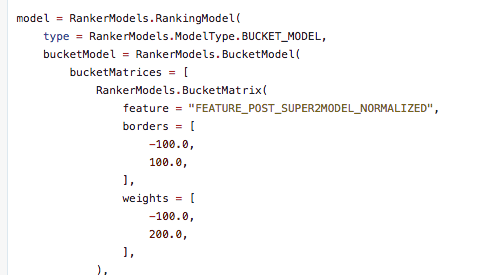 model = RankerModels.RankingModel(
type = RankerModels.ModelType.BUCKET_MODEL,
bucketModel = RankerModels.BucketModel(
bucketMatrices = [
RankerModels.BucketMatrix(
feature = "FEATURE_POST_SUPER2MODEL_NORMALIZED",
borders = [
-100.0,
100.0,
],
weights = [
-100.0,
200.0,
],
),